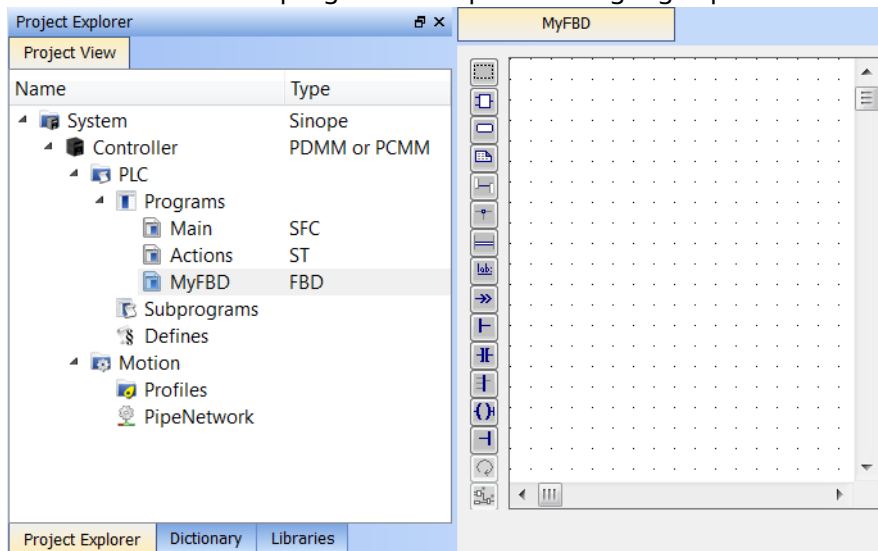 Project Explorer
MyFBD
Project View
Name Type
System Sinope
Controller PDMM or PCMM
PLC
Programs
Main SFC
Actions ST
MyFBD FBD
Subprograms
Defines
Motion
Profiles
PipeNetwork
lab:
Project Explorer Dictionary Libraries